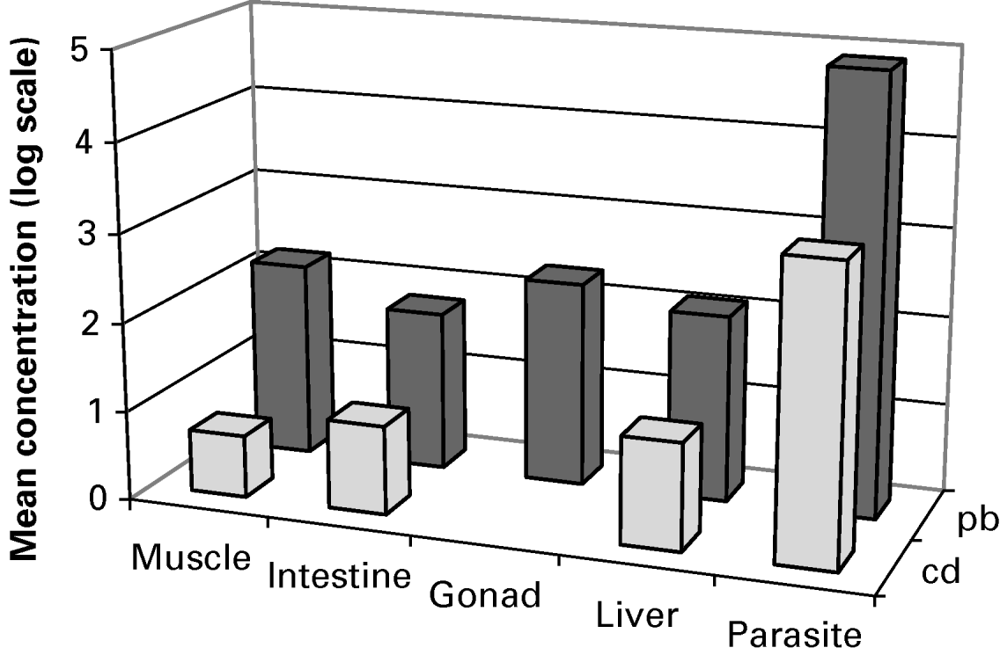 Mean concentration (log scale)
5
4
3
2
1
0
Muscle
Intestine
Gonad
Liver
Parasite
pb
cd